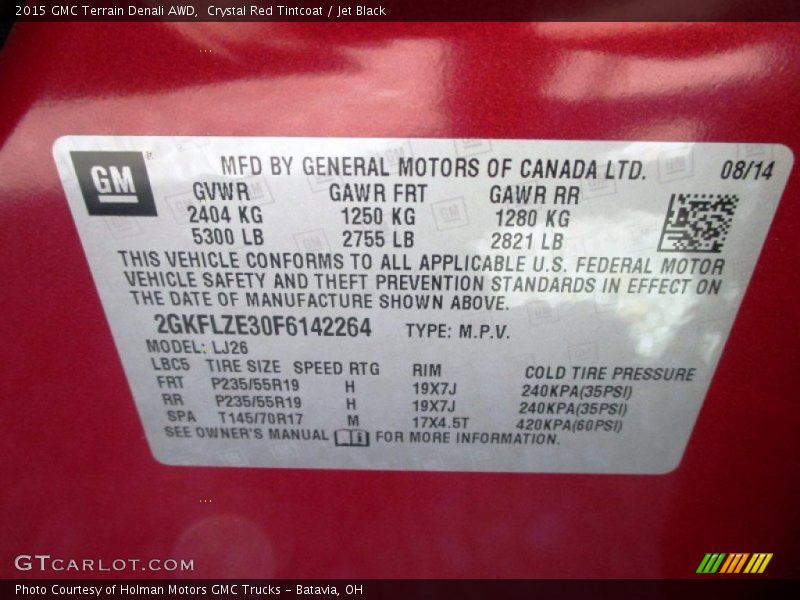 2015 GMC Terrain Denali AWD,  Crystal Red Tintcoat / Jet Black
GM
MFD BY GENERAL MOTORS OF CANADA LTD. 08/14
GVWR GAWR FRT GAWR RR
2404 KG 1250 KG 1280 KG
5300 LB 2755 LB 2821 LB
THIS VEHICLE CONFORMS TO ALL APPLICABLE U.S. FEDERAL MOTOR
VEHICLE SAFETY AND THEFT PREVENTION STANDARDS IN EFFECT ON
THE DATE OF MANUFACTURE SHOWN ABOVE.
2GKFLZE30F6142264 TYPE: M.P.V.
MODEL: LJ26
LBC5 TIRE SIZE SPEED RTG RIM COLD TIRE PRESSURE
FRT P235/55R19 H 19X7J 240KPA(35PSI)
RR P235/55R19 H 19X7J 240KPA(35PSI)
SPA T145/70R17 M 17X4.5T 420KPA(60PSI)
SEE OWNER'S MANUAL FOR MORE INFORMATION.
GTCARLOT.COM
Photo Courtesy of Holman Motors GMC Trucks - Batavia, OH